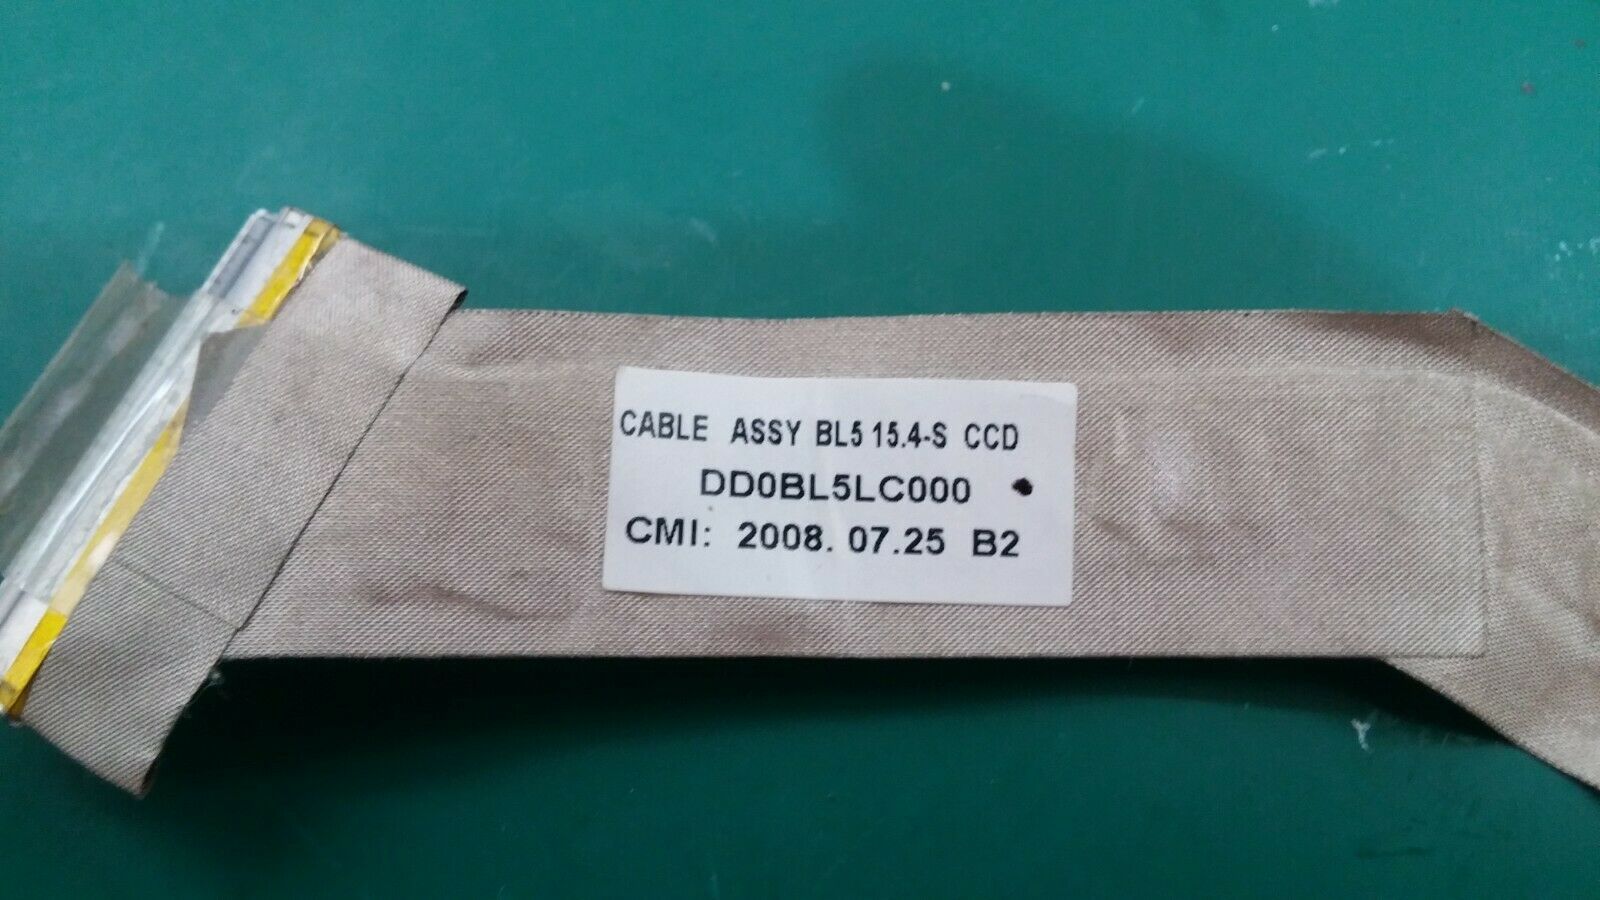 CABLE ASSY BL5 15.4-S CCD
DD0BL5LC000
CMI: 2008. 07.25 B2